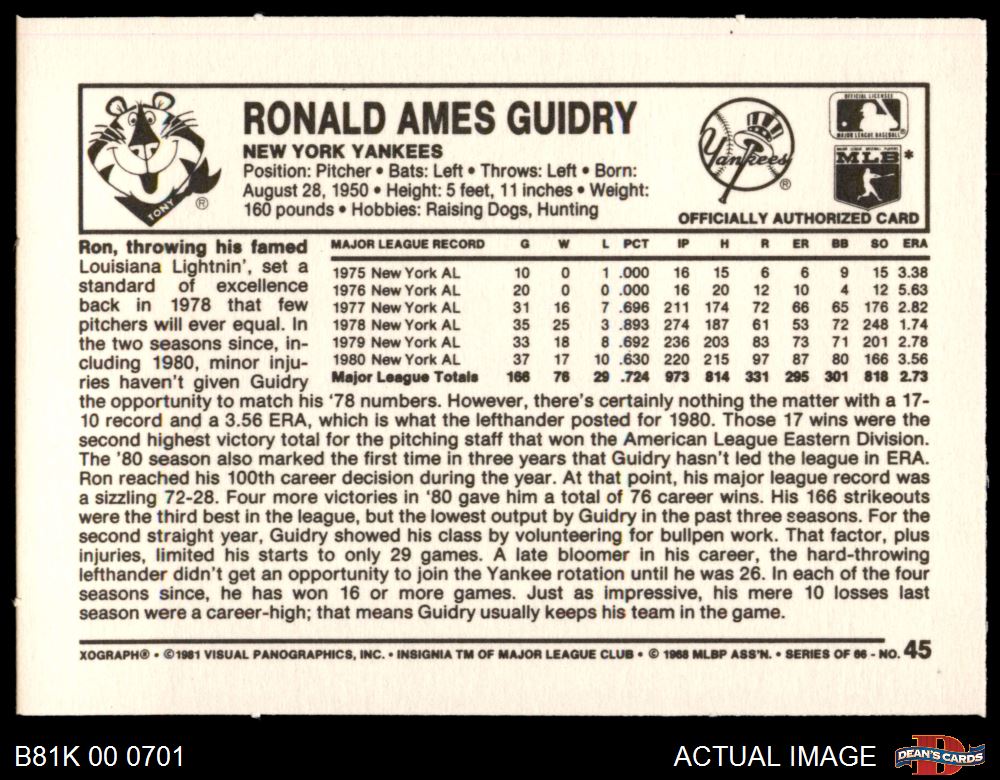 TONY ®
RONALD AMES GUIDRY
NEW YORK YANKEES
Position: Pitcher • Bats: Left • Throws: Left • Born:
August 28, 1950 • Height: 5 feet, 11 inches • Weight:
160 pounds • Hobbies: Raising Dogs, Hunting
Yankees ®
OFFICIAL LICENSEE
MAJOR LEAGUE BASEBALL ®
MAJOR LEAGUE BASEBALL PLAYERS
MLB *
OFFICIALLY AUTHORIZED CARD
Ron, throwing his famed
Louisiana Lightnin', set a
standard of excellence
back in 1978 that few
pitchers will ever equal. In
the two seasons since, in-
cluding 1980, minor inju-
ries haven't given Guidry
MAJOR LEAGUE RECORD G W L PCT IP H R ER BB SO ERA
1975 New York AL 10 0 1 .000 16 15 6 6 9 15 3.38
1976 New York AL 20 0 0 .000 16 20 12 10 4 12 5.63
1977 New York AL 31 16 7 .696 211 174 72 66 65 176 2.82
1978 New York AL 35 25 3 .893 274 187 61 53 72 248 1.74
1979 New York AL 33 18 8 .692 236 203 83 73 71 201 2.78
1980 New York AL 37 17 10 .630 220 215 97 87 80 166 3.56
Major League Totals 166 76 29 .724 973 814 331 295 301 818 2.73
the opportunity to match his '78 numbers. However, there's certainly nothing the matter with a 17-
10 record and a 3.56 ERA, which is what the lefthander posted for 1980. Those 17 wins were the
second highest victory total for the pitching staff that won the American League Eastern Division.
The '80 season also marked the first time in three years that Guidry hasn't led the league in ERA.
Ron reached his 100th career decision during the year. At that point, his major league record was
a sizzling 72-28. Four more victories in '80 gave him a total of 76 career wins. His 166 strikeouts
were the third best in the league, but the lowest output by Guidry in the past three seasons. For the
second straight year, Guidry showed his class by volunteering for bullpen work. That factor, plus
injuries, limited his starts to only 29 games. A late bloomer in his career, the hard-throwing
lefthander didn't get an opportunity to join the Yankee rotation until he was 26. In each of the four
seasons since, he has won 16 or more games. Just as impressive, his mere 10 losses last
season were a career-high; that means Guidry usually keeps his team in the game.
XOGRAPH® • ©1981 VISUAL PANOGRAPHICS, INC. • INSIGNIA TM OF MAJOR LEAGUE CLUB • © 1968 MLBP ASS'N. • SERIES OF 66 - NO. 45
B81K 00 0701
ACTUAL IMAGE
DEAN'S CARDS